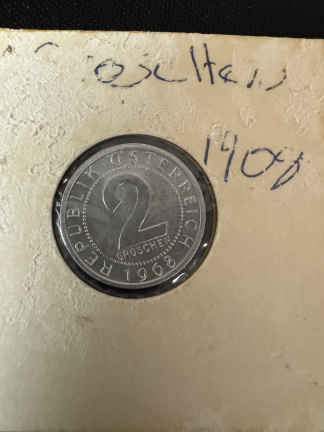 Groschen
1968
REPUBLIK ÖSTERREICH
2
GROSCHEN
1968